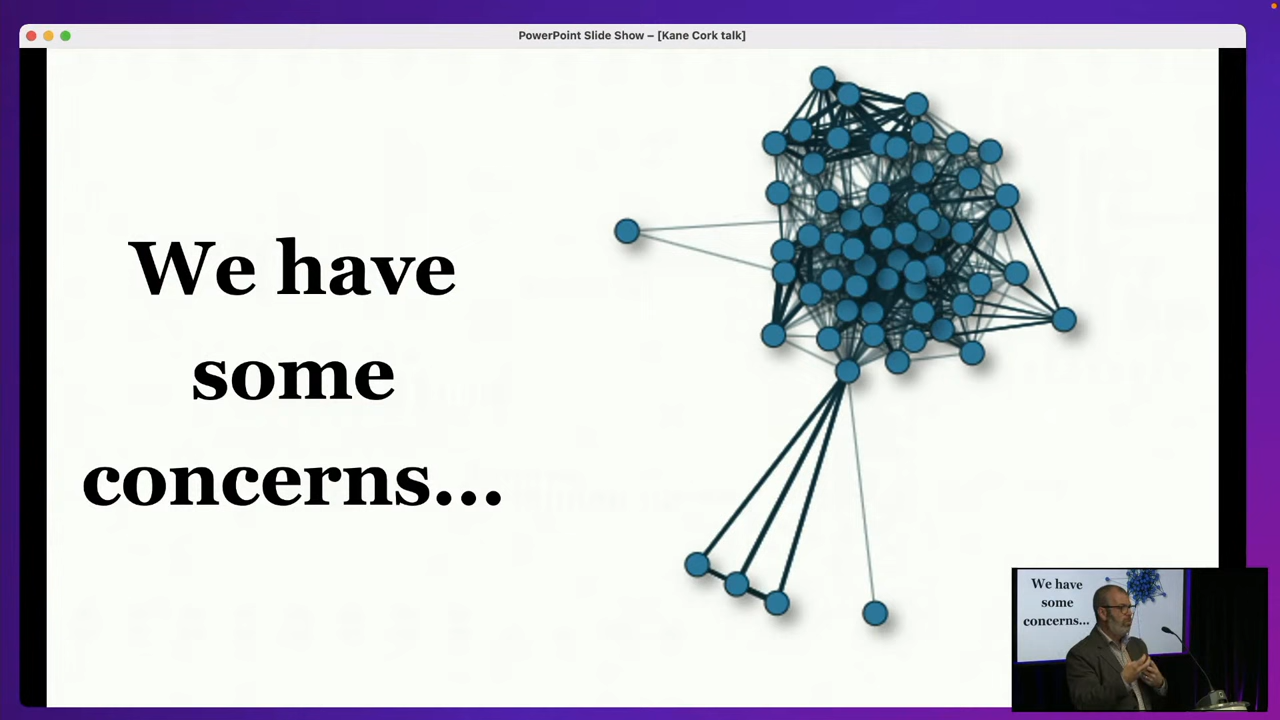 PowerPoint Slide Show – [Kane Cork talk]
We have
some
concerns...
We have
some
concerns...